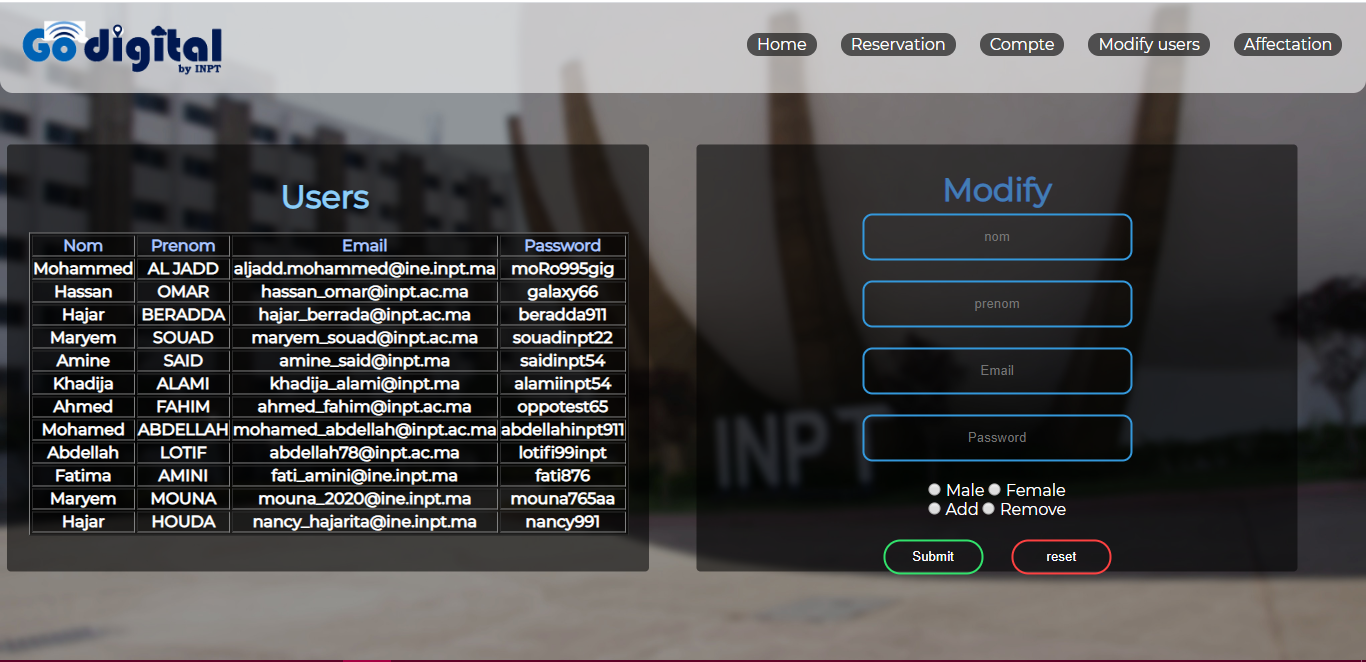 Go digital
by INPT
Home Reservation Compte Modify users Affectation
Users
Nom Prenom Email Password
Mohammed AL JADD aljadd.mohammed@ine.inpt.ma moRo995gig
Hassan OMAR hassan_omar@inpt.ac.ma galaxy66
Hajar BERADDA hajar_berrada@inpt.ac.ma beradda911
Maryem SOUAD maryem_souad@inpt.ac.ma souadinpt22
Amine SAID amine_said@inpt.ma saidinpt54
Khadija ALAMI khadija_alami@inpt.ma alamiinpt54
Ahmed FAHIM ahmed_fahim@inpt.ac.ma oppotest65
Mohamed ABDELLAH mohamed_abdellah@inpt.ac.ma abdellahinpt911
Abdellah LOTIF abdellah78@inpt.ac.ma lotifi99inpt
Fatima AMINI fati_amini@ine.inpt.ma fati876
Maryem MOUNA mouna_2020@ine.inpt.ma mouna765aa
Hajar HOUDA nancy_hajarita@ine.inpt.ma nancy991
Modify
nom
prenom
Email
Password
Male Female
Add Remove
Submit reset
INPT